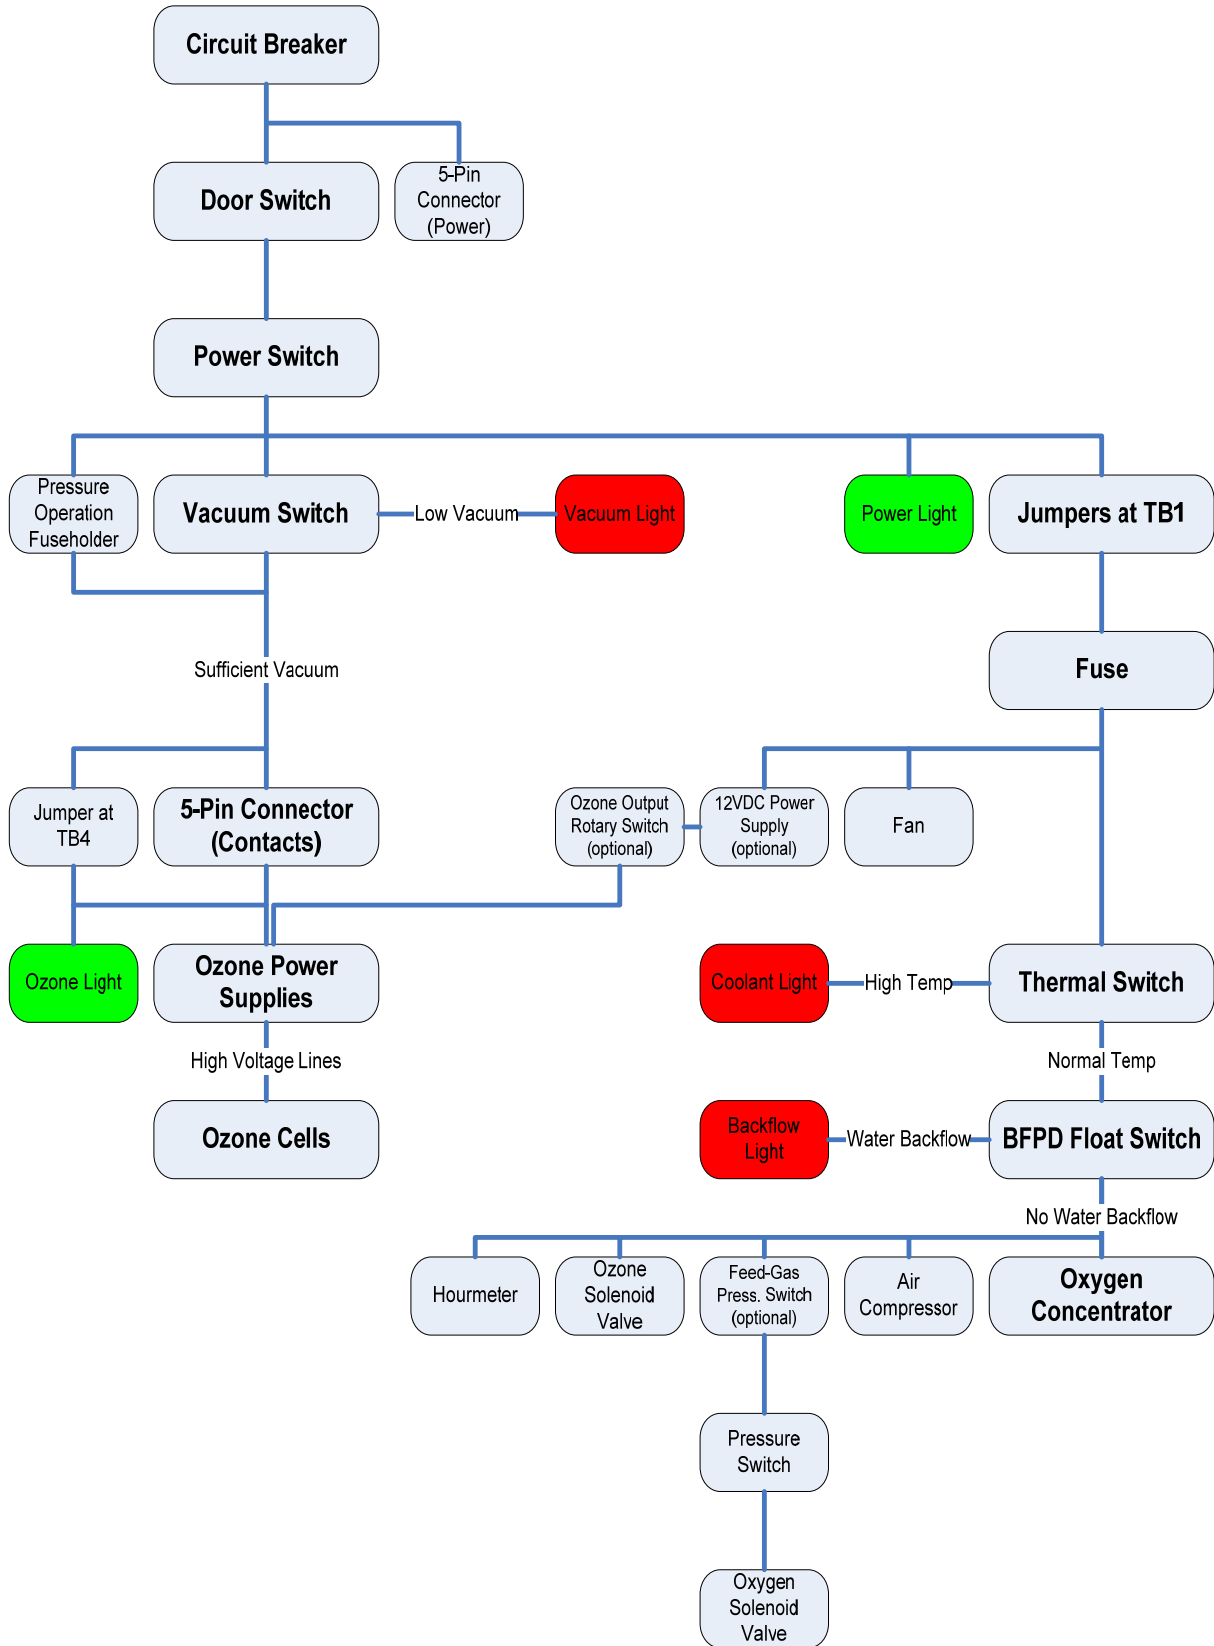 Circuit Breaker
Door Switch
5-Pin
Connector
(Power)
Power Switch
Pressure
Operation
Fuseholder
Vacuum Switch
Low Vacuum
Vacuum Light
Power Light
Jumpers at TB1
Sufficient Vacuum
Fuse
Jumper at
TB4
5-Pin Connector
(Contacts)
Ozone Output
Rotary Switch
(optional)
12VDC Power
Supply
(optional)
Fan
Ozone Light
Ozone Power
Supplies
Coolant Light
High Temp
Thermal Switch
High Voltage Lines
Normal Temp
Ozone Cells
Backflow
Light
Water Backflow
BFPD Float Switch
No Water Backflow
Hourmeter
Ozone
Solenoid
Valve
Feed-Gas
Press. Switch
(optional)
Air
Compressor
Oxygen
Concentrator
Pressure
Switch
Oxygen
Solenoid
Valve